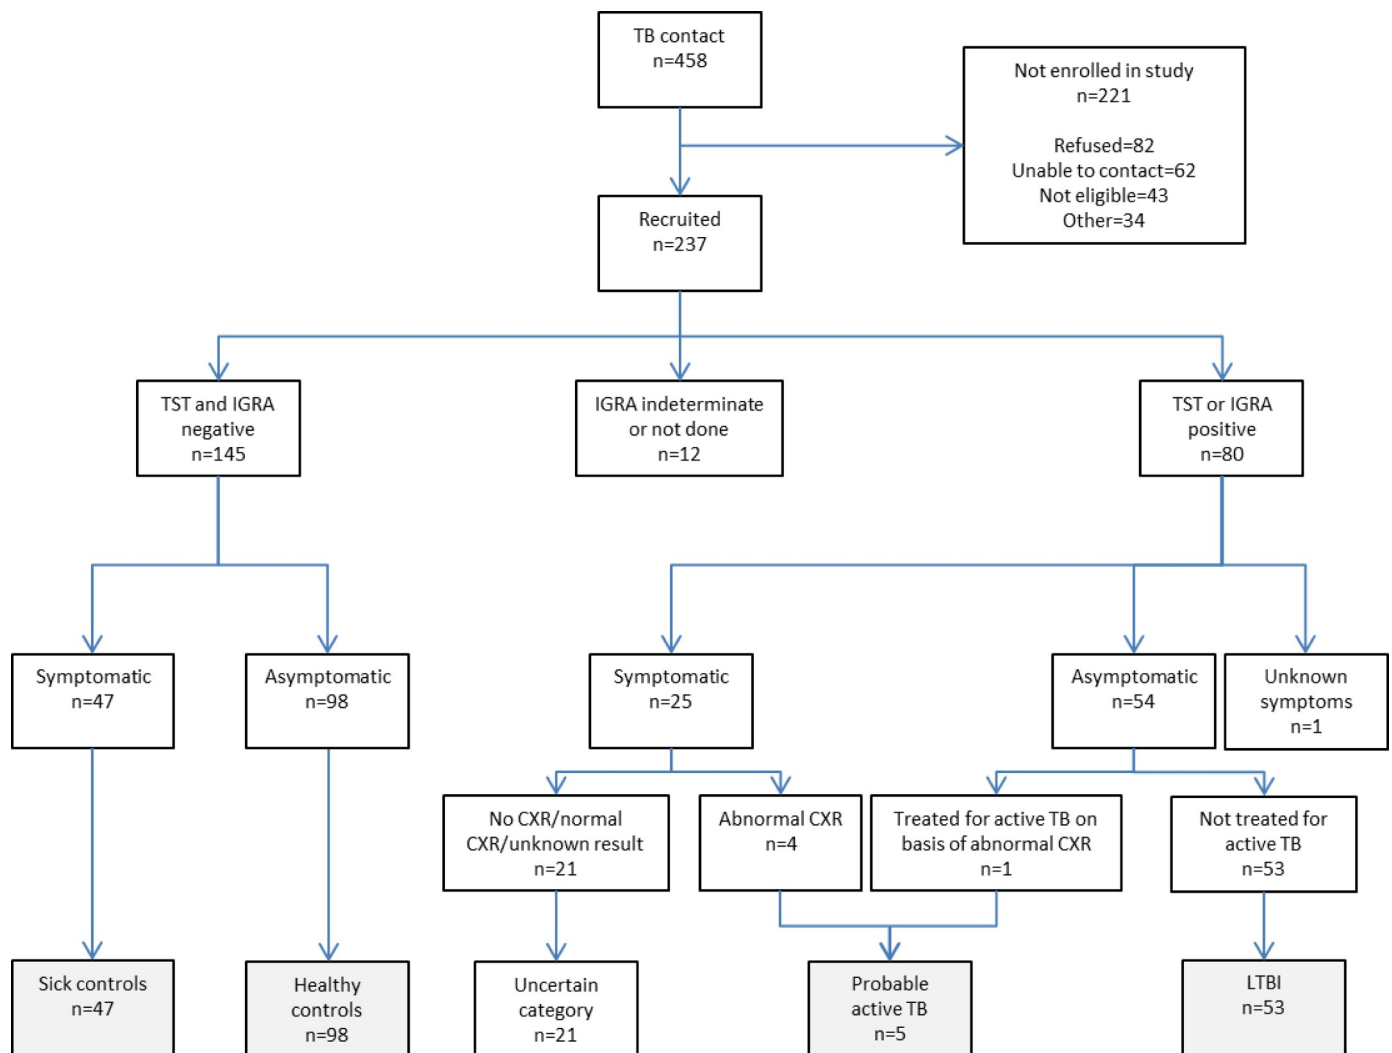 TB contact
n=458
Not enrolled in study
n=221
Refused=82
Unable to contact=62
Not eligible=43
Other=34
Recruited
n=237
TST and IGRA
negative
n=145
IGRA indeterminate
or not done
n=12
TST or IGRA
positive
n=80
Symptomatic
n=47
Asymptomatic
n=98
Symptomatic
n=25
Asymptomatic
n=54
Unknown
symptoms
n=1
No CXR/normal
CXR/unknown result
n=21
Abnormal CXR
n=4
Treated for active TB on
basis of abnormal CXR
n=1
Not treated for
active TB
n=53
Sick controls
n=47
Healthy
controls
n=98
Uncertain
category
n=21
Probable
active TB
n=5
LTBI
n=53